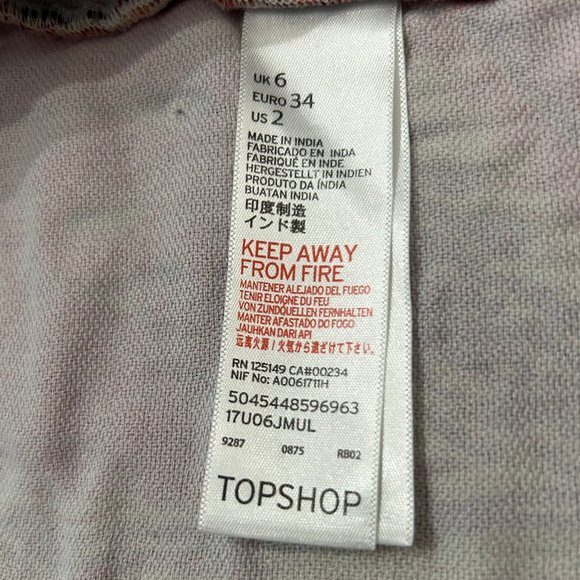 UK 6
EURO 34
US 2
MADE IN INDIA
FABRICADO EN INDA
FABRIQUÉ EN INDE
HERGESTELLT IN INDIEN
PRODUTO DA ÍNDIA
BUATAN INDIA
印度制造
インド製
KEEP AWAY
FROM FIRE
MANTENER ALEJADO DEL FUEGO
TENIR ELOIGNE DU FEU
VON ZUNDQUELLEN FERNHALTEN
MANTER AFASTADO DO FOGO
JAUHKAN DARI API
远离火源 / 火気から遠ざけて下さい。
RN 125149 CA#00234
NIF No: A0061711H
5045448596963
17U06JMUL
9287 0875 RB02
TOPSHOP